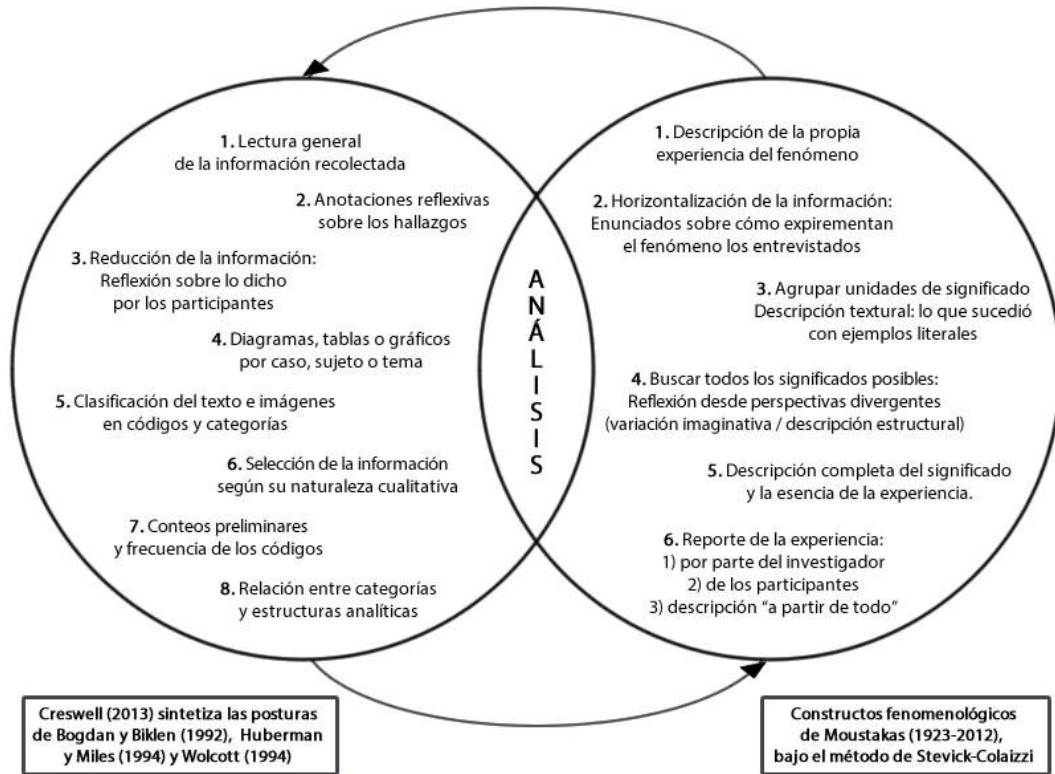 1. Lectura general
de la información recolectada
2. Anotaciones reflexivas
sobre los hallazgos
3. Reducción de la información:
Reflexión sobre lo dicho
por los participantes
4. Diagramas, tablas o gráficos
por caso, sujeto o tema
5. Clasificación del texto e imágenes
en códigos y categorías
6. Selección de la información
según su naturaleza cualitativa
7. Conteos preliminares
y frecuencia de los códigos
8. Relación entre categorías
y estructuras analíticas
A
N
Á
L
I
S
I
S
1. Descripción de la propia
experiencia del fenómeno
2. Horizontalización de la información:
Enunciados sobre cómo expirementan
el fenómeno los entrevistados
3. Agrupar unidades de significado
Descripción textural: lo que sucedió
con ejemplos literales
4. Buscar todos los significados posibles:
Reflexión desde perspectivas divergentes
(variación imaginativa / descripción estructural)
5. Descripción completa del significado
y la esencia de la experiencia.
6. Reporte de la experiencia:
1) por parte del investigador
2) de los participantes
3) descripción “a partir de todo”
Creswell (2013) sintetiza las posturas
de Bogdan y Biklen (1992), Huberman
y Miles (1994) y Wolcott (1994)
Constructos fenomenológicos
de Moustakas (1923-2012),
bajo el método de Stevick-Colaizzi